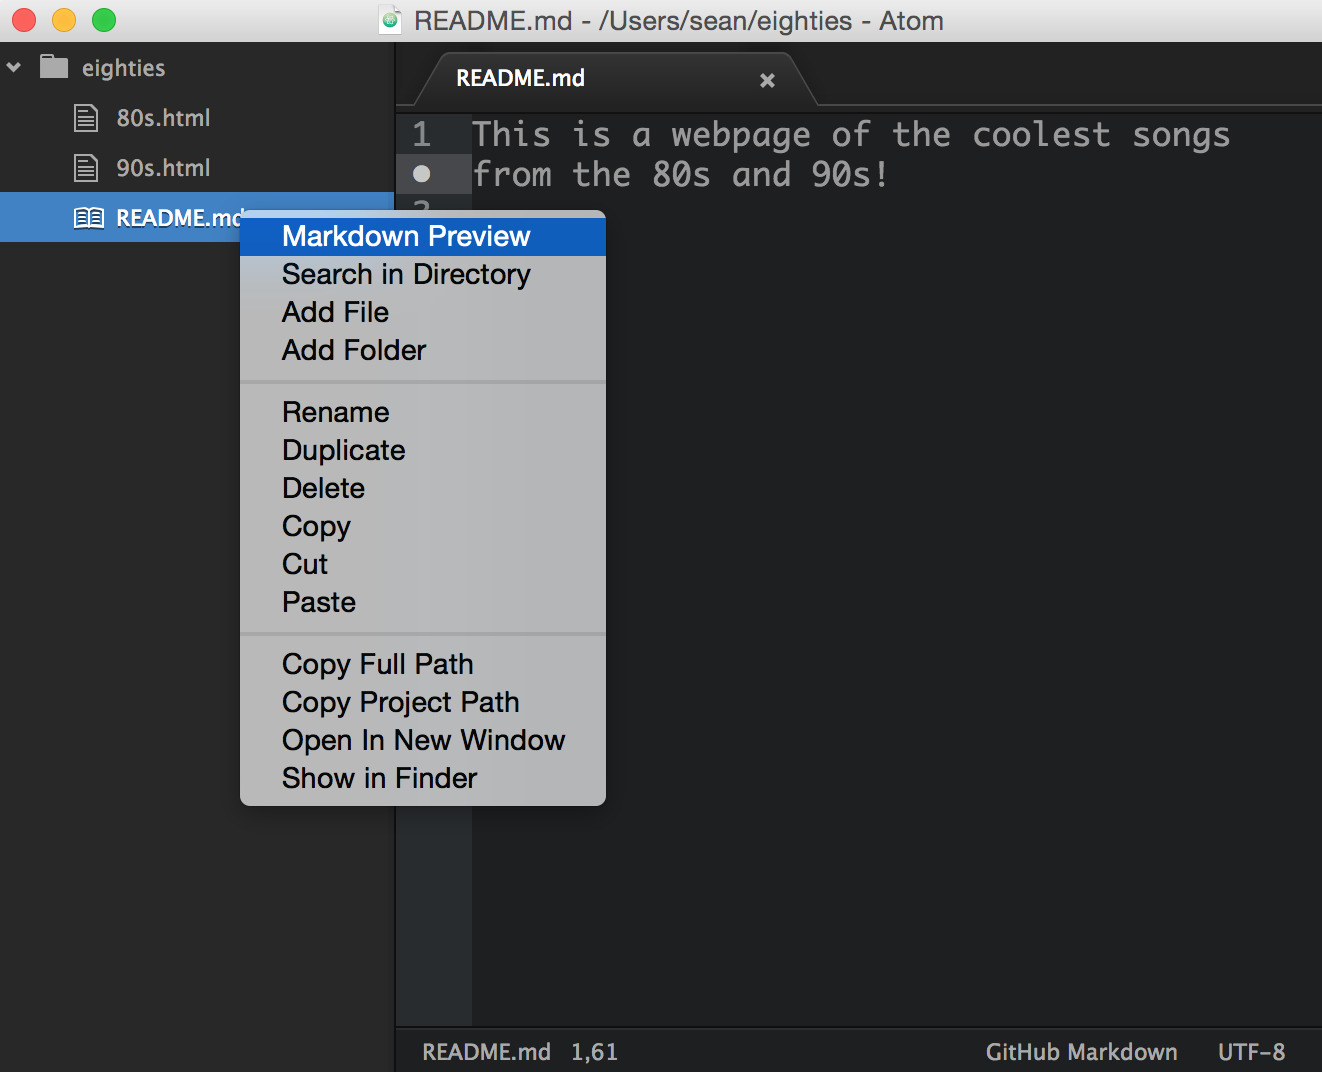 README.md - /Users/sean/eighties - Atom
eighties
80s.html
90s.html
README.md
README.md
1 This is a webpage of the coolest songs
from the 80s and 90s!
Markdown Preview
Search in Directory
Add File
Add Folder
Rename
Duplicate
Delete
Copy
Cut
Paste
Copy Full Path
Copy Project Path
Open In New Window
Show in Finder
README.md 1,61
GitHub Markdown UTF-8